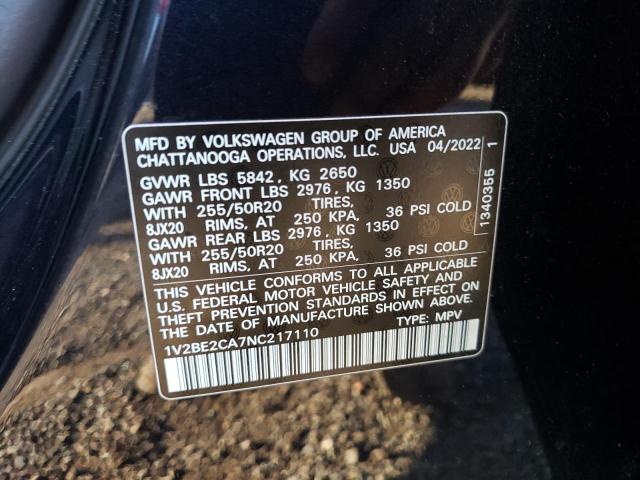 MFD BY VOLKSWAGEN GROUP OF AMERICA
CHATTANOOGA OPERATIONS, LLC. USA 04/2022
GVWR LBS 5842, KG 2650
GAWR FRONT LBS 2976, KG 1350
WITH 255/50R20 TIRES,
8JX20 RIMS, AT 250 KPA, 36 PSI COLD
GAWR REAR LBS 2976, KG 1350
WITH 255/50R20 TIRES,
8JX20 RIMS, AT 250 KPA, 36 PSI COLD
THIS VEHICLE CONFORMS TO ALL APPLICABLE
U.S. FEDERAL MOTOR VEHICLE SAFETY AND
THEFT PREVENTION STANDARDS IN EFFECT ON
THE DATE OF MANUFACTURE SHOWN ABOVE.
1V2BE2CA7NC217110 TYPE: MPV
1340355 1